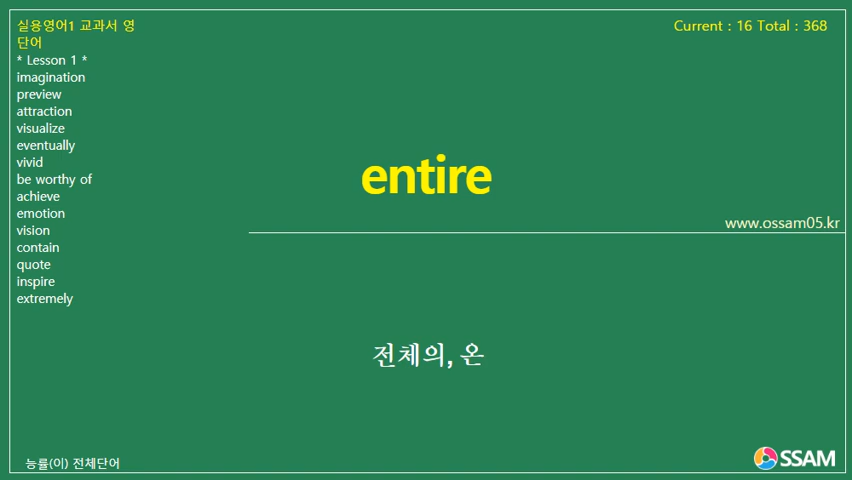 실용영어1 교과서 영
단어
* Lesson 1 *
imagination
preview
attraction
visualize
eventually
vivid
be worthy of
achieve
emotion
vision
contain
quote
inspire
extremely
Current : 16 Total : 368
entire
www.ossam05.kr
전체의, 온
능률(이) 전체단어
OSSAM